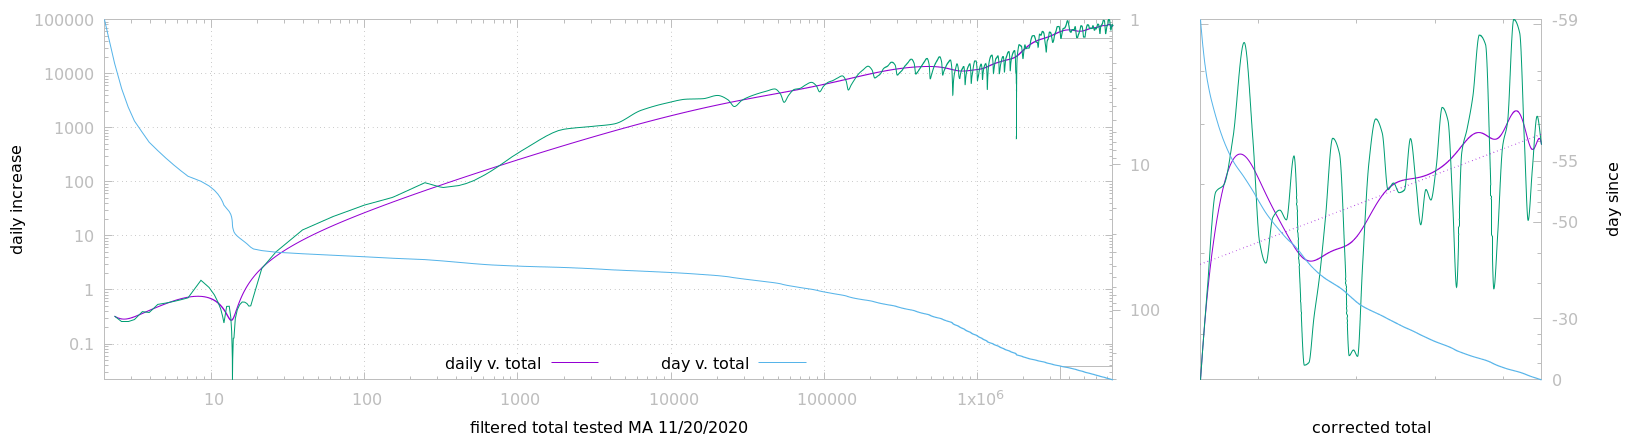 100000
10000
1000
100
10
1
0.1
daily increase
10
100
1000
10000
100000
1x10^6
filtered total tested MA 11/20/2020
daily v. total
day v. total
1
10
100
-59
-55
-50
-30
0
day since
corrected total